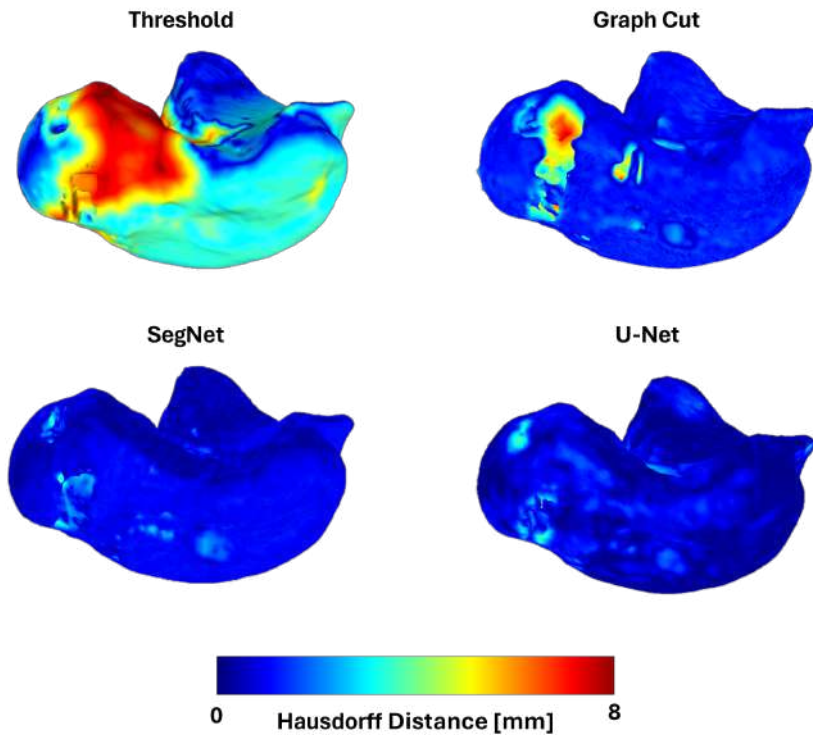 Threshold
Graph Cut
SegNet
U-Net
0
8
Hausdorff Distance [mm]